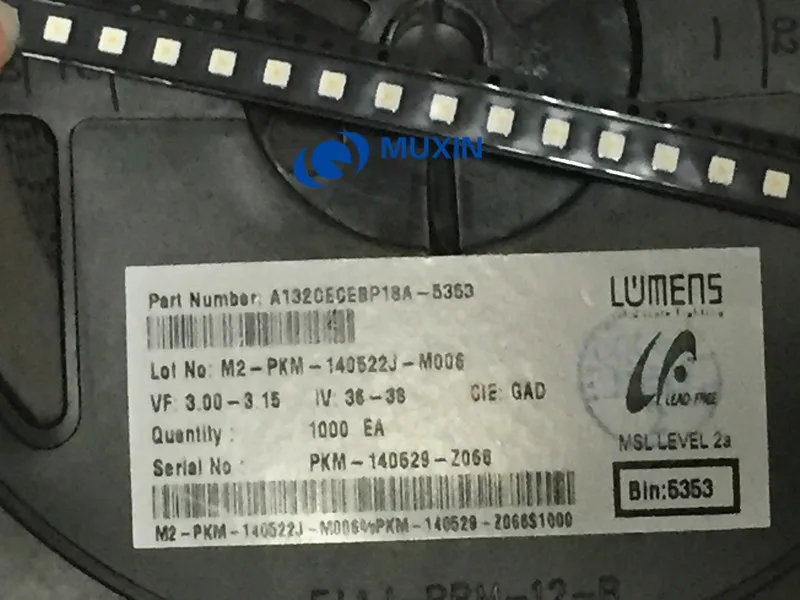 MUXIN
Part Number: A132CECEBP18A-5353
LUMENS
Lot No: M2-PKM-140522J-M006
VF: 3.00-3.15 IV: 36-38 CIE: GAD
LEAD-FREE
Quantity : 1000 EA
MSL LEVEL 2a
Serial No : PKM-140529-Z066
Bin:5353
M2-PKM-140522J-M006%PKM-140529-Z066$1000